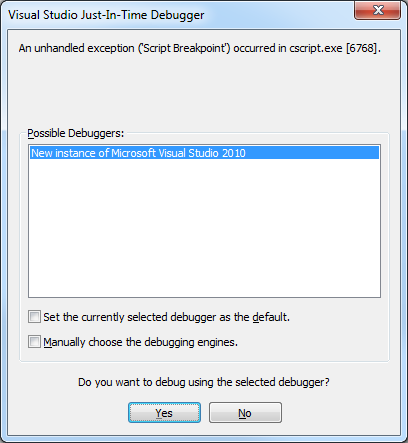 Visual Studio Just-In-Time Debugger
An unhandled exception ('Script Breakpoint') occurred in cscript.exe [6768].
Possible Debuggers:
New instance of Microsoft Visual Studio 2010
Set the currently selected debugger as the default.
Manually choose the debugging engines.
Do you want to debug using the selected debugger?
Yes No